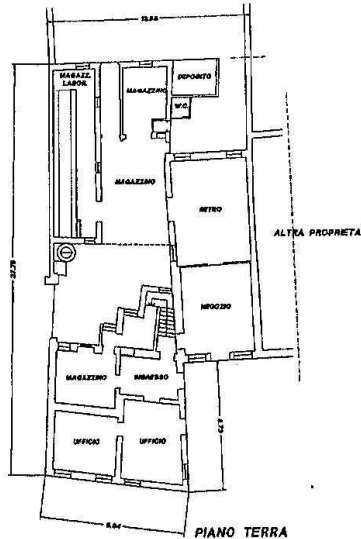 MAGAZZ.
LABOR.
MAGAZZINO
DEPOSITO
W.C.
MAGAZZINO
RETRO
ALTRA PROPRIETA
NEGOZIO
MAGAZZINO
INGRESSO
UFFICIO
UFFICIO
PIANO TERRA